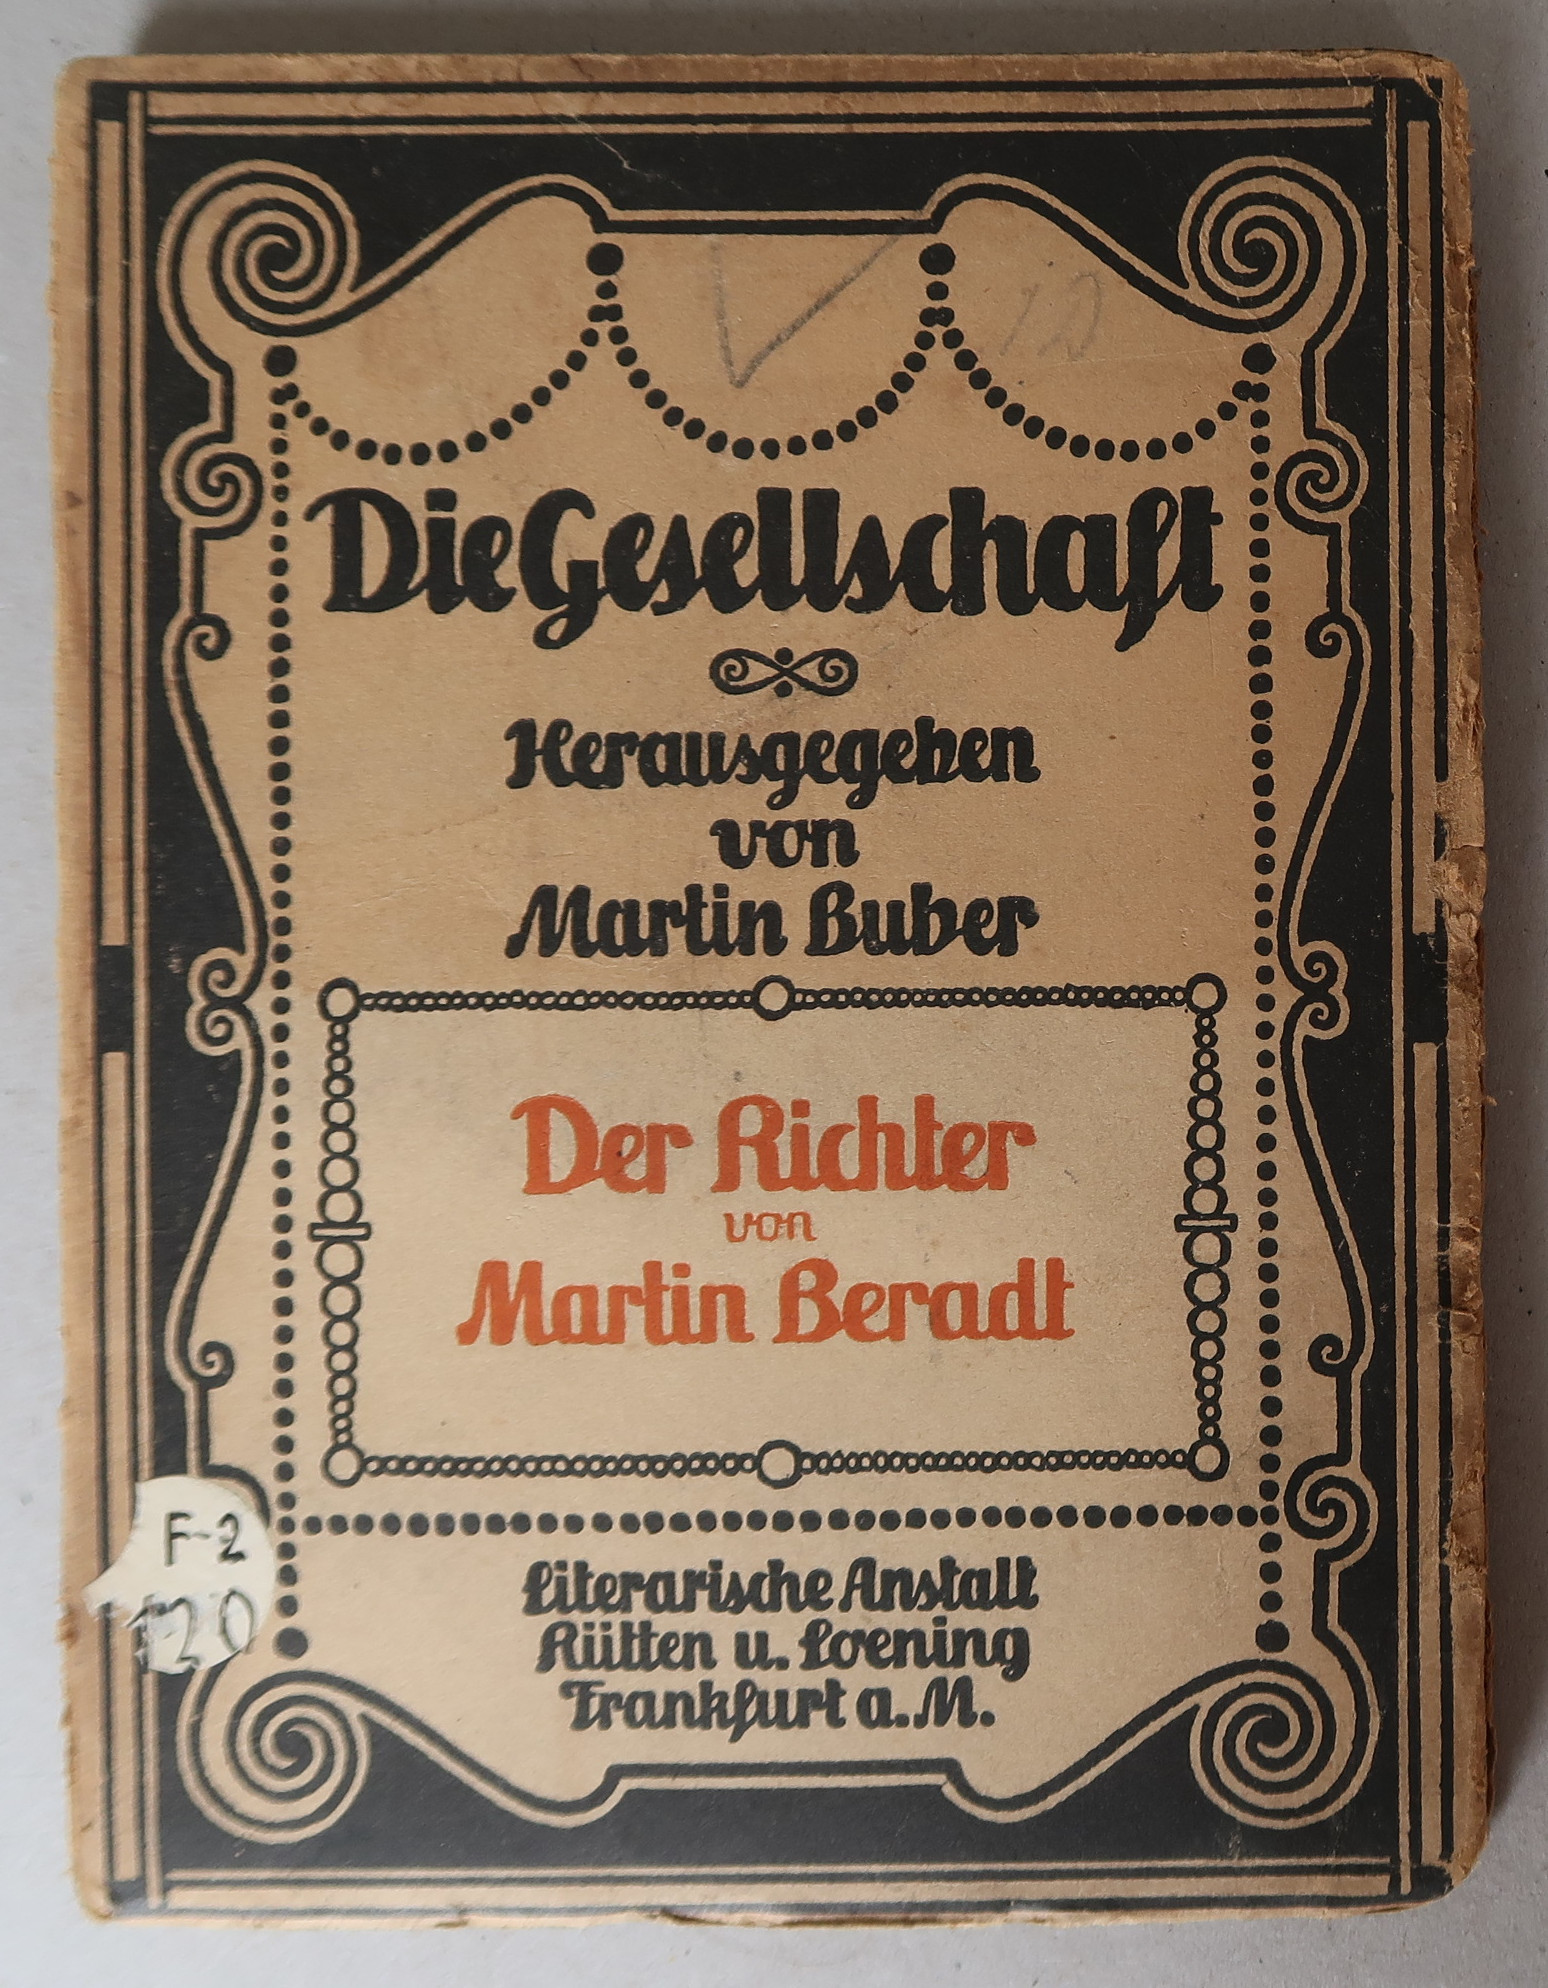 Die Gesellschaft
Herausgegeben
von
Martin Buber
Der Richter
von
Martin Beradt
Literarische Anstalt
Rütten u. Loening
Frankfurt a. M.
F-2
120